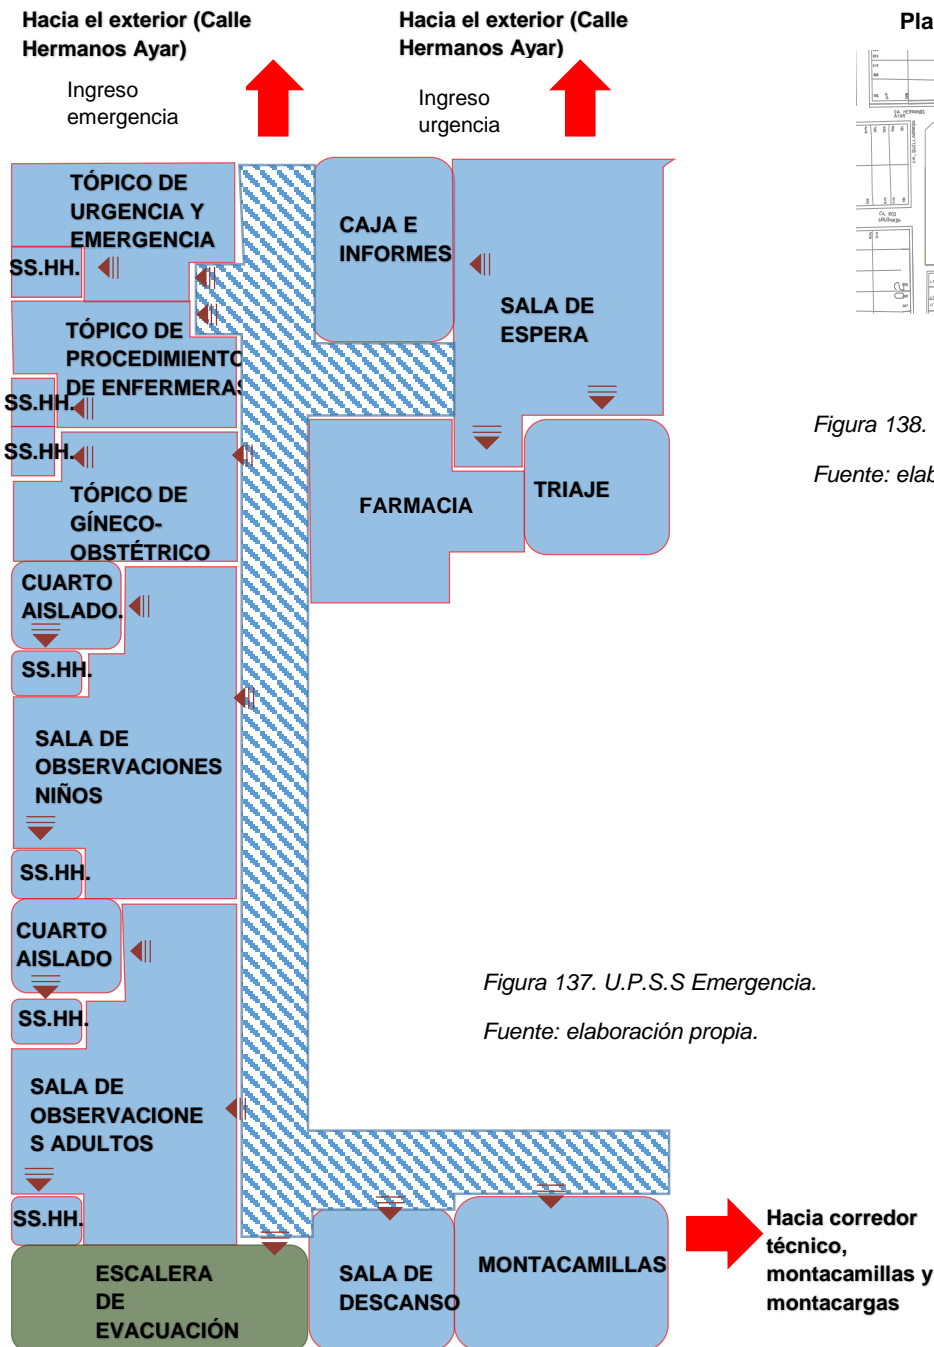 Hacia el exterior (Calle
Hermanos Ayar)
Hacia el exterior (Calle
Hermanos Ayar)
Pla
Ingreso
emergencia
Ingreso
urgencia
TÓPICO DE
URGENCIA Y
EMERGENCIA
SS.HH.
CAJA E
INFORMES
SALA DE
ESPERA
TÓPICO DE
PROCEDIMIENTO
DE ENFERMERAS
SS.HH.
SS.HH.
TÓPICO DE
GÍNECO-
OBSTÉTRICO
FARMACIA
TRIAJE
Figura 138.
Fuente: elab
CUARTO
AISLADO.
SS.HH.
SALA DE
OBSERVACIONES
NIÑOS
SS.HH.
CUARTO
AISLADO
SS.HH.
Figura 137. U.P.S.S Emergencia.
Fuente: elaboración propia.
SALA DE
OBSERVACIONE
S ADULTOS
SS.HH.
ESCALERA
DE
EVACUACIÓN
SALA DE
DESCANSO
MONTACAMILLAS
Hacia corredor
técnico,
montacamillas y
montacargas